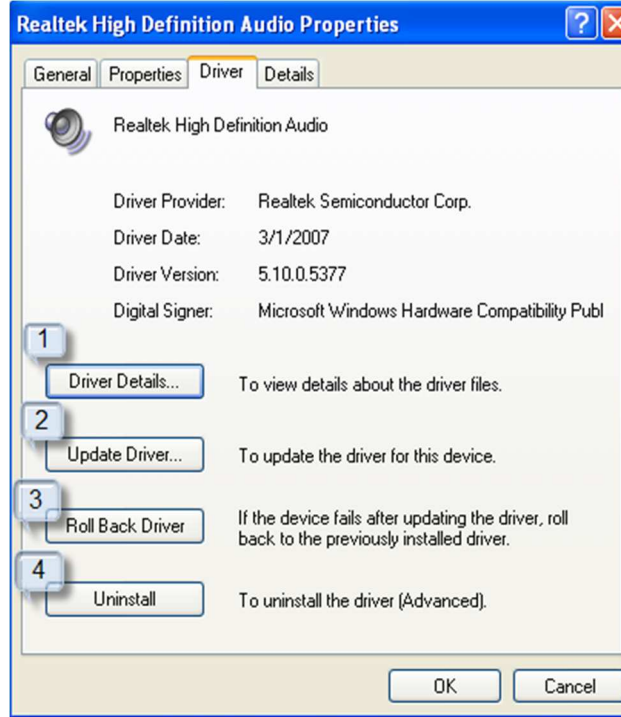 Realtek High Definition Audio Properties
General Properties Driver Details
Realtek High Definition Audio
Driver Provider: Realtek Semiconductor Corp.
Driver Date: 3/1/2007
Driver Version: 5.10.0.5377
Digital Signer: Microsoft Windows Hardware Compatibility Publ
1
Driver Details... To view details about the driver files.
2
Update Driver... To update the driver for this device.
3
Roll Back Driver If the device fails after updating the driver, roll
back to the previously installed driver.
4
Uninstall To uninstall the driver (Advanced).
OK Cancel